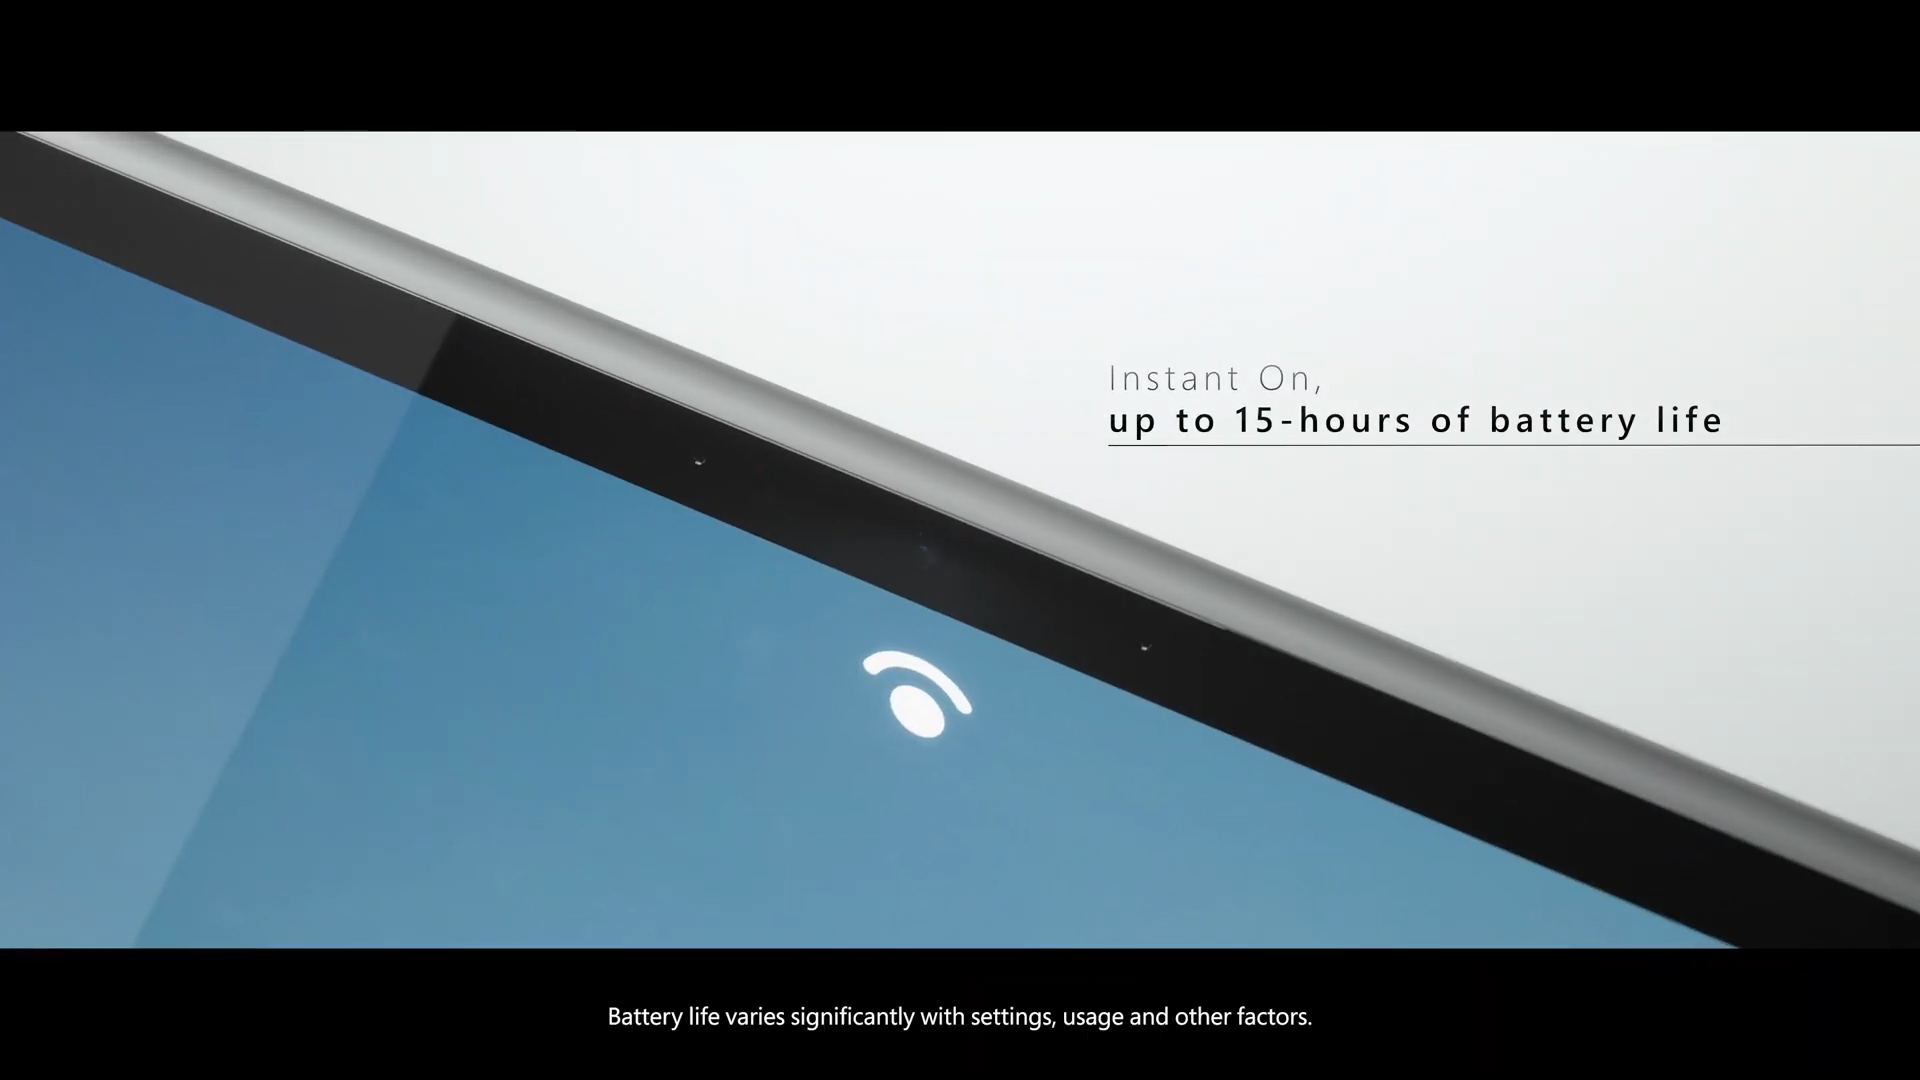 Instant On,
up to 15-hours of battery life
Battery life varies significantly with settings, usage and other factors.